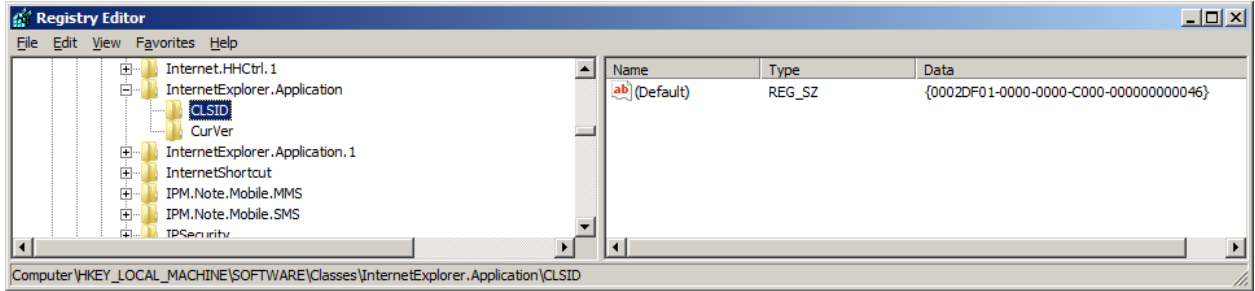 Registry Editor
File Edit View Favorites Help
Internet.HHCtrl.1
InternetExplorer.Application
CLSID
CurVer
InternetExplorer.Application.1
InternetShortcut
IPM.Note.Mobile.MMS
IPM.Note.Mobile.SMS
IPSecurity
Name Type Data
ab (Default) REG_SZ {0002DF01-0000-0000-C000-000000000046}
Computer\HKEY_LOCAL_MACHINE\SOFTWARE\Classes\InternetExplorer.Application\CLSID